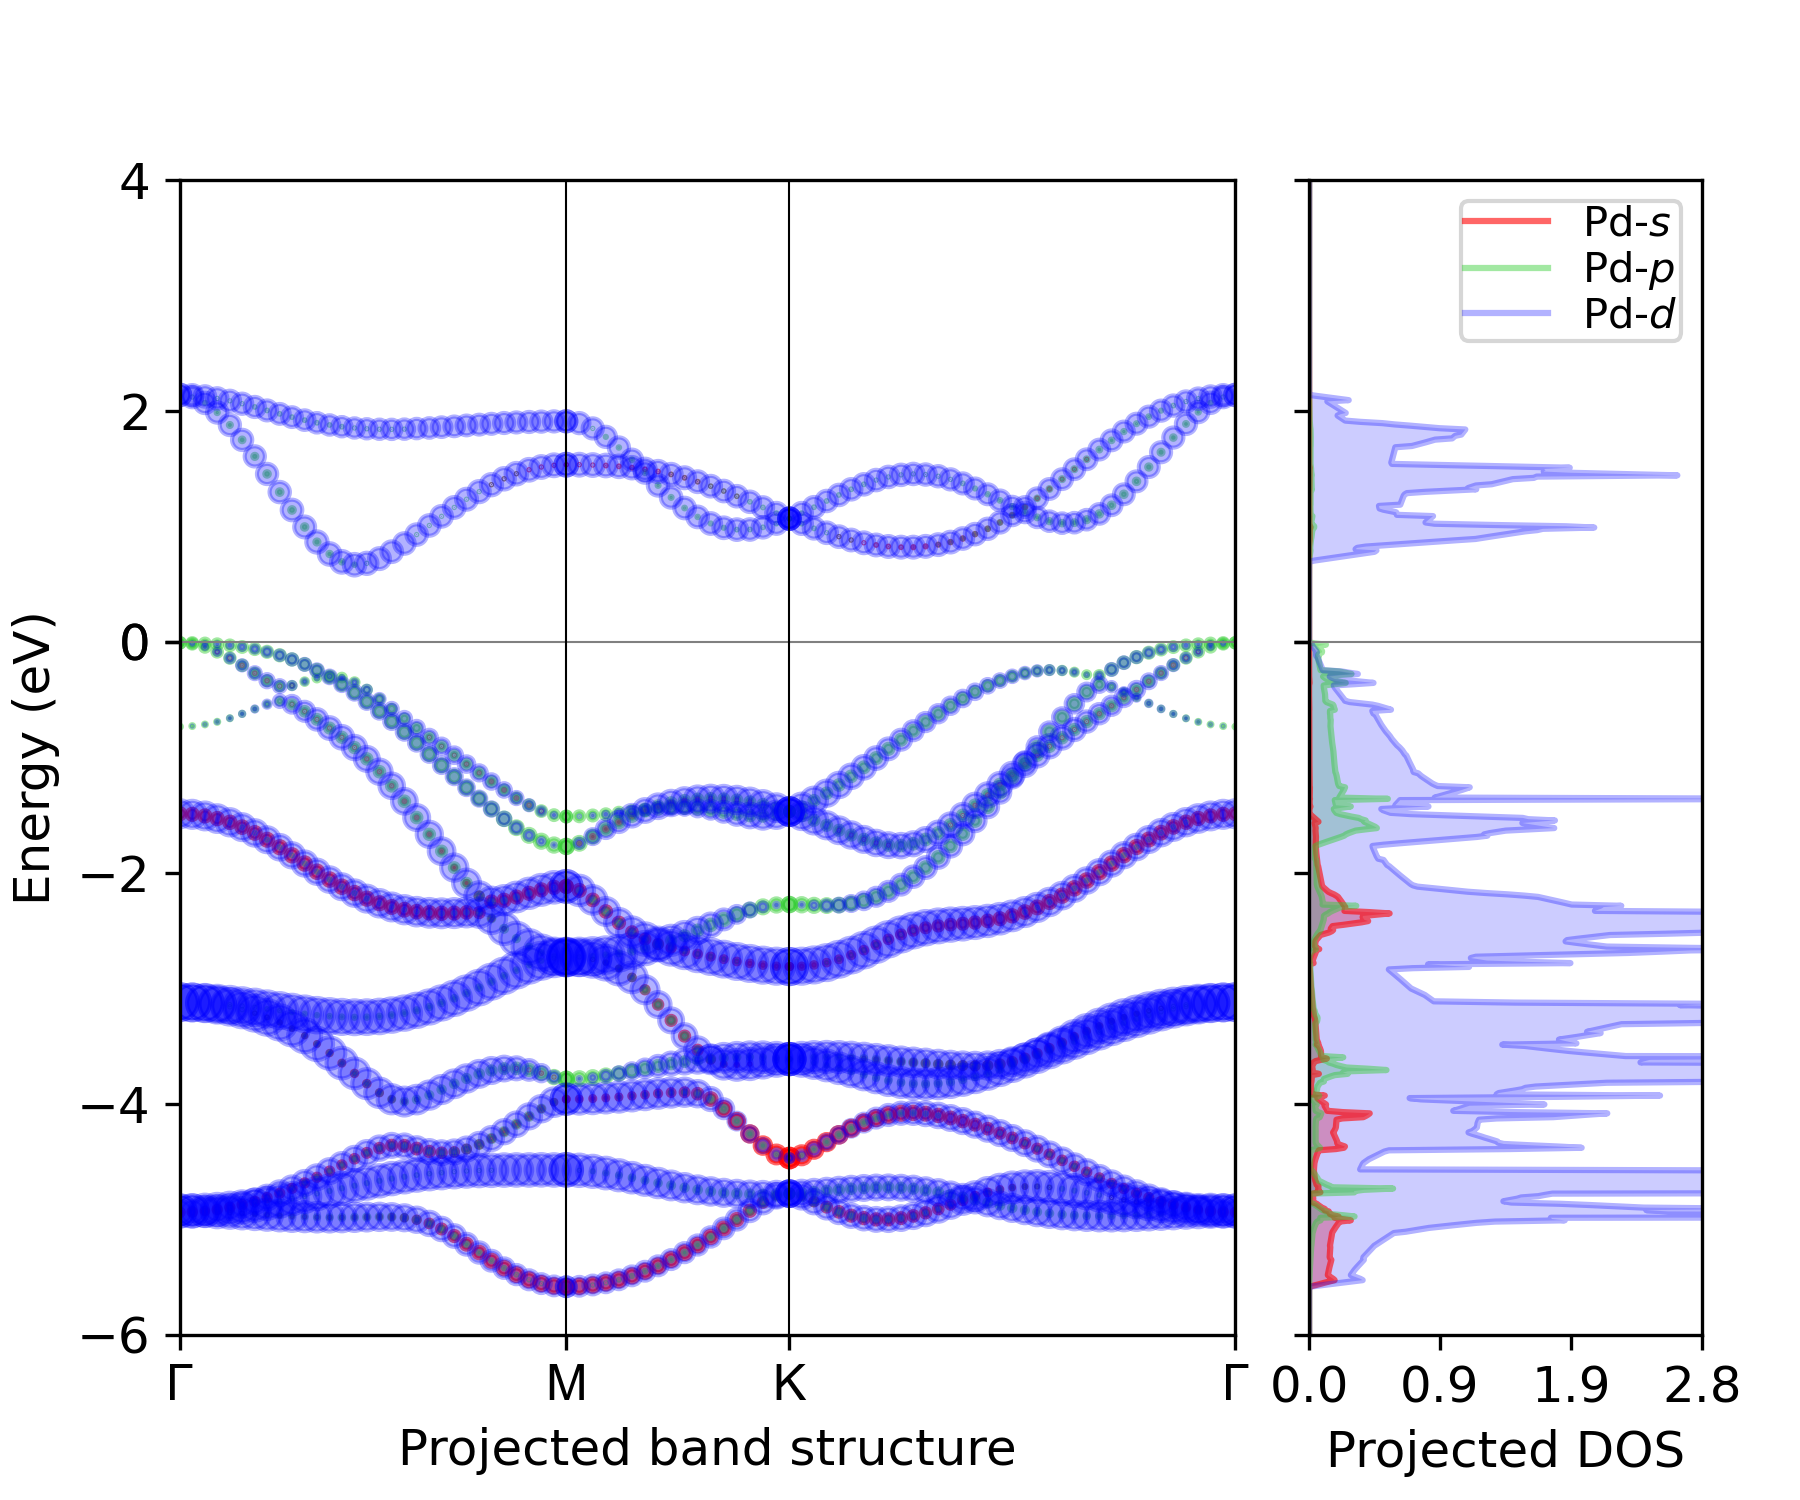 Energy (eV)
4
2
0
−2
−4
−6
Γ M K Γ
Projected band structure
Pd-s
Pd-p
Pd-d
0.0 0.9 1.9 2.8
Projected DOS